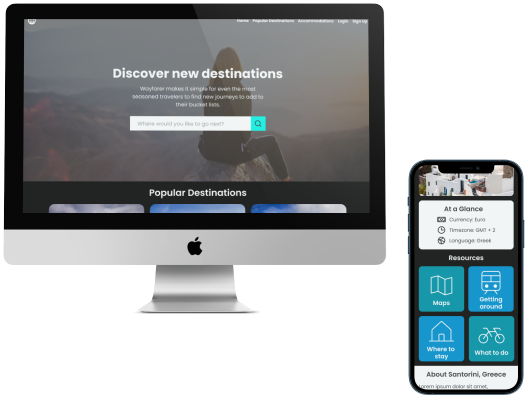 Home Popular Destinations Accommodations Login Sign Up
Discover new destinations
Wayfarer makes it simple for even the most
seasoned travelers to find new journeys to add to
their bucket lists.
Where would you like to go next?
Popular Destinations
At a Glance
Currency: Euro
Timezone: GMT + 2
Language: Greek
Resources
Maps
Getting
around
Where to
stay
What to do
About Santorini, Greece
Lorem ipsum dolor sit amet,